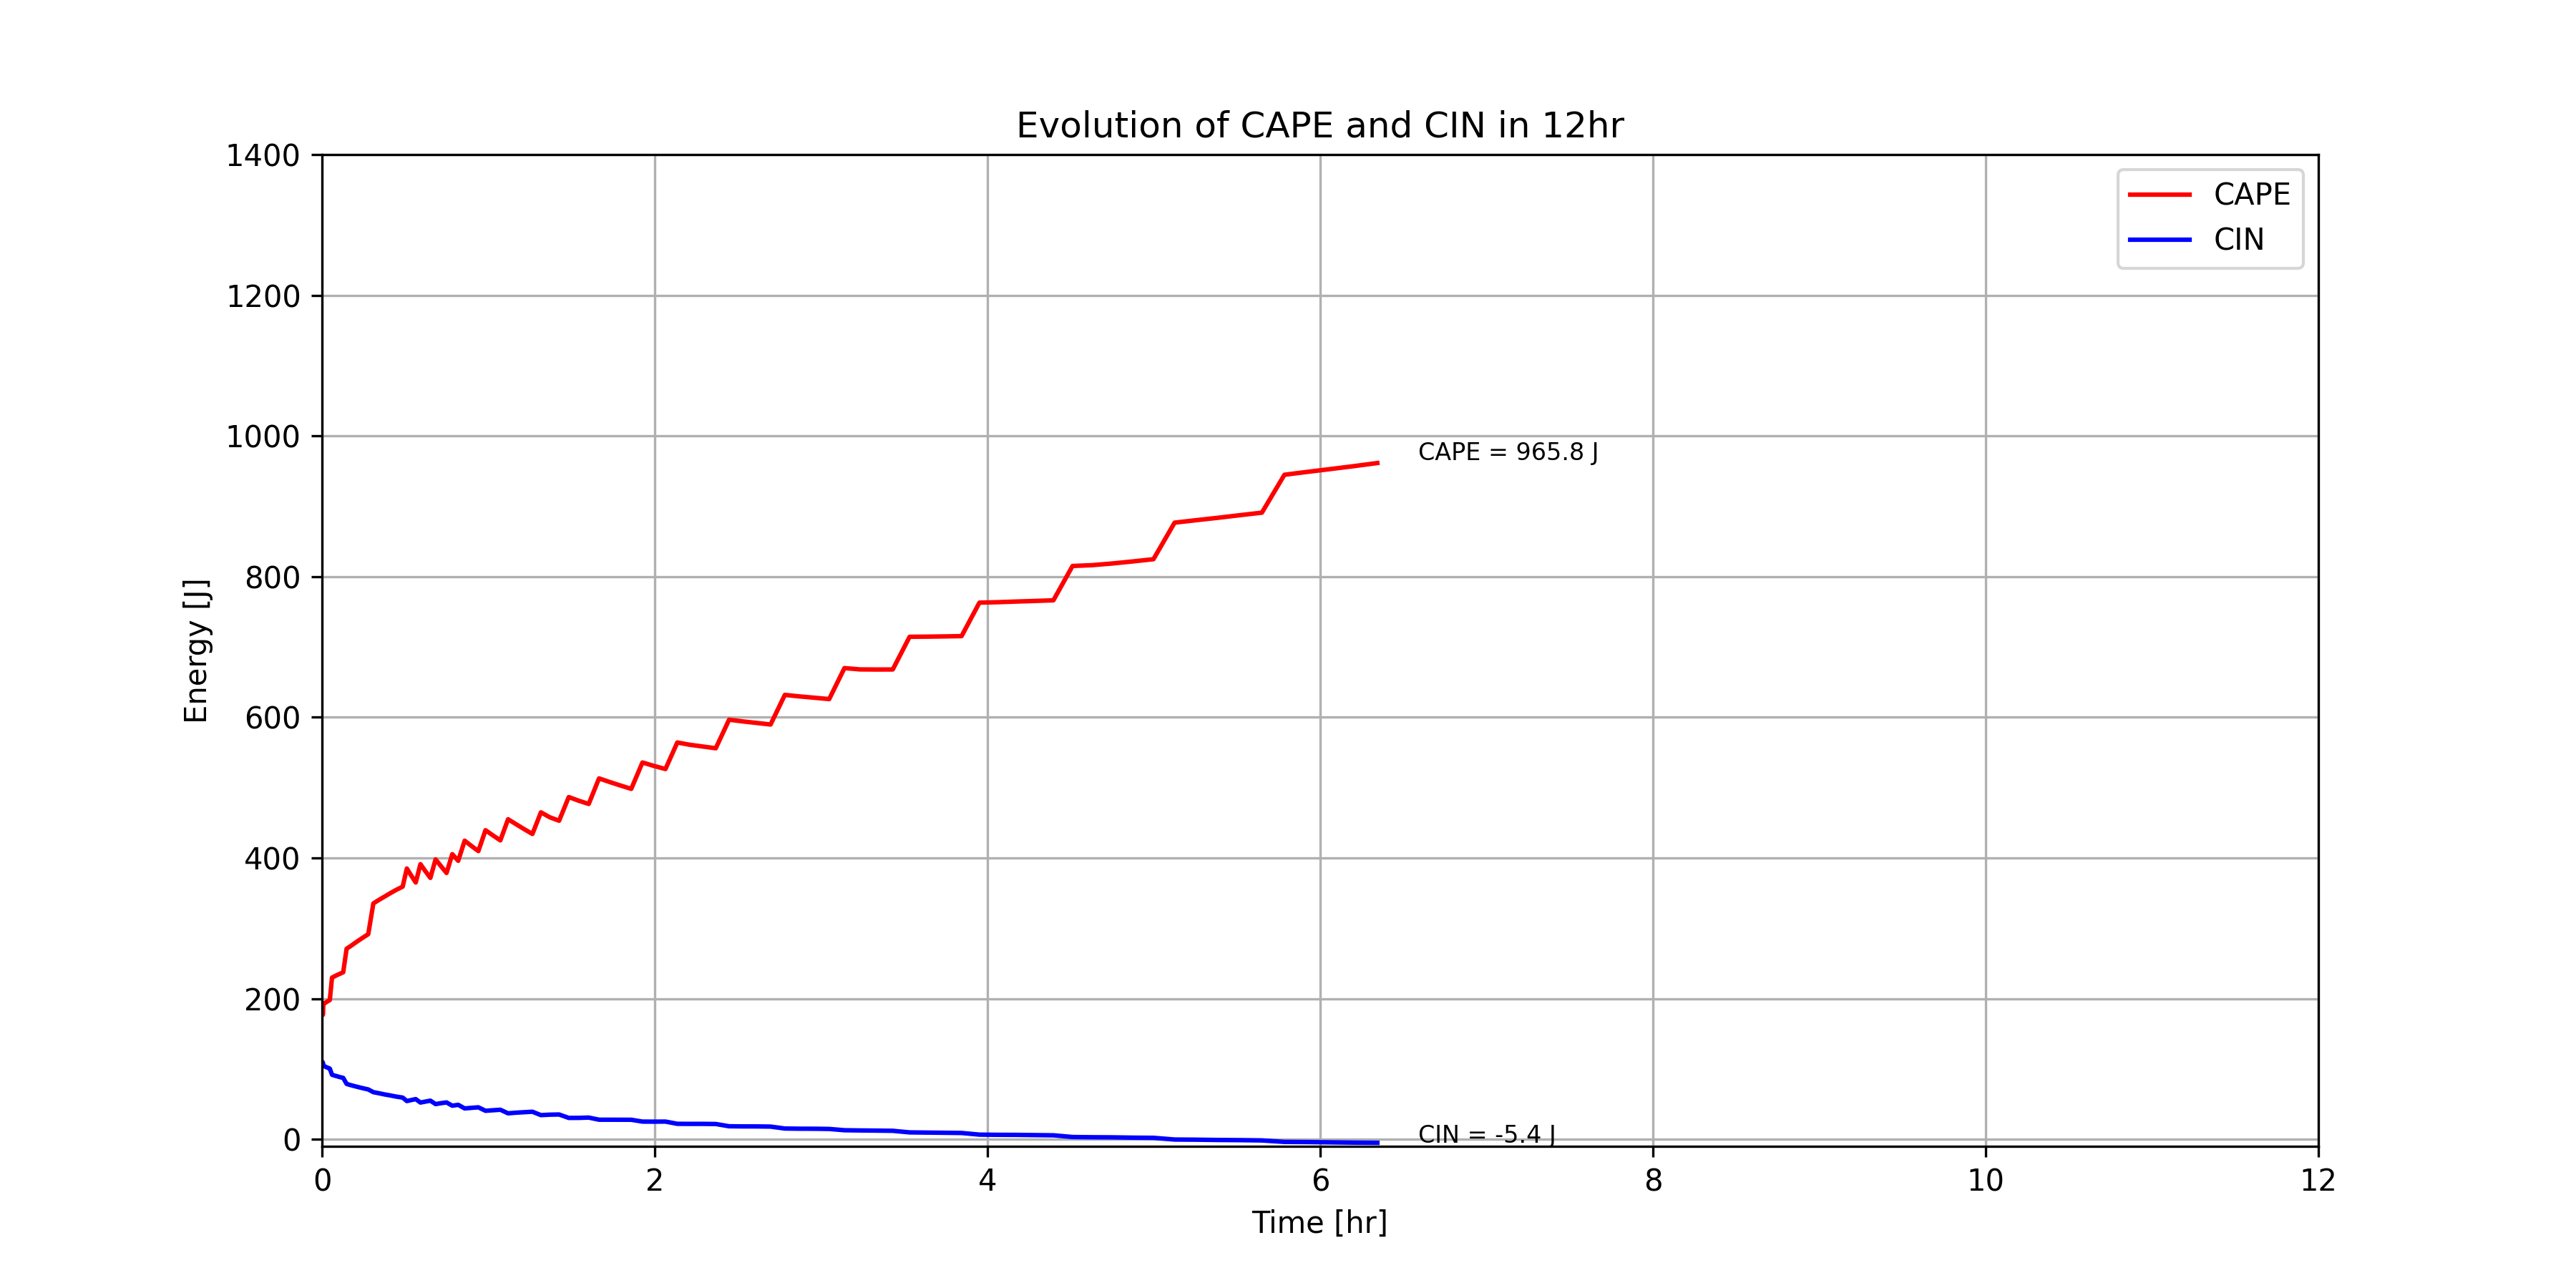 Evolution of CAPE and CIN in 12hr
1400
1200
1000
800
600
400
200
0
Energy [J]
CAPE
CIN
CAPE = 965.8 J
CIN = -5.4 J
0 2 4 6 8 10 12
Time [hr]